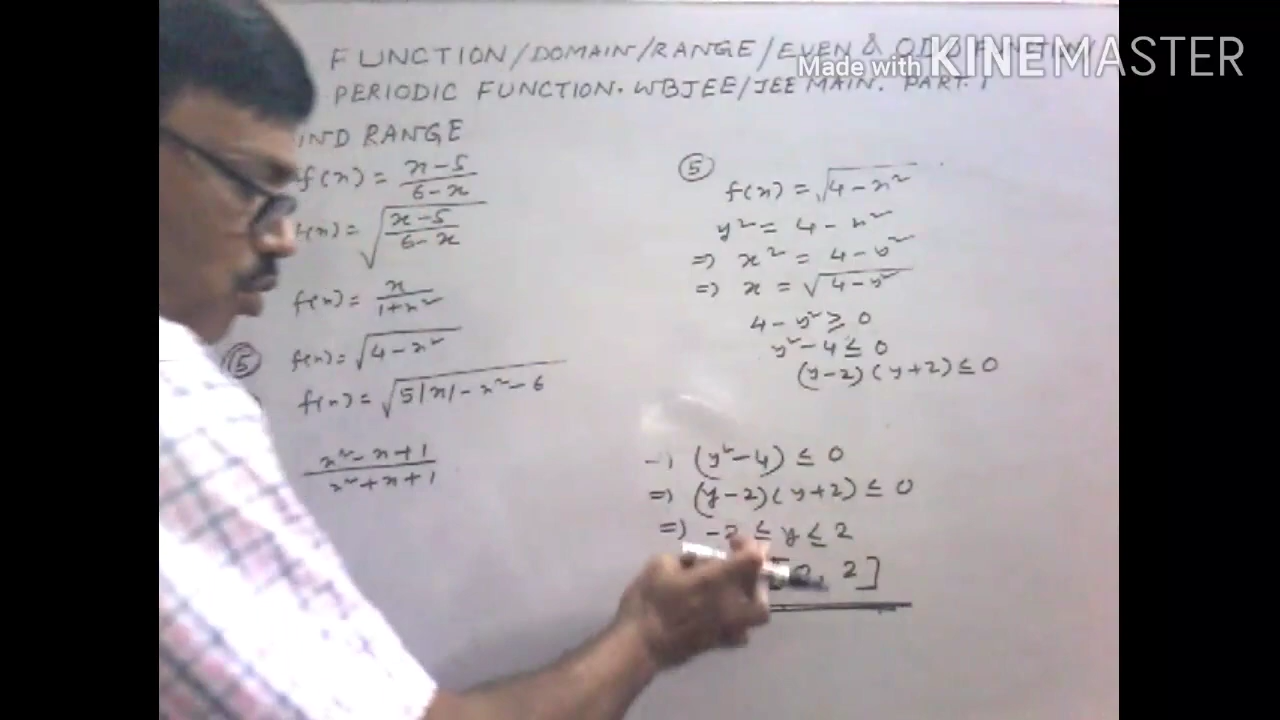 FUNCTION/DOMAIN/RANGE/EVEN &
Made with KINEMASTER
PERIODIC FUNCTION. WBJEE/JEE MAIN. PART. 1
IND RANGE
f(x) = x-5 / 6-x
f(x) = √(x-5 / 6-x)
f(x) = x / 1+x²
5 f(x) = √4-x²
f(x) = √5|x|-x²-6
x²-x+1 / x²+x+1
5
f(x) = √4-x²
y² = 4-x²
=) x² = 4-y²
=) x = √4-y²
4-y² ≥ 0
y²-4 ≤ 0
(y-2)(y+2) ≤ 0
=) (y²-4) ≤ 0
=) (y-2)(y+2) ≤ 0
=) -2 ≤ y ≤ 2
[0, 2]